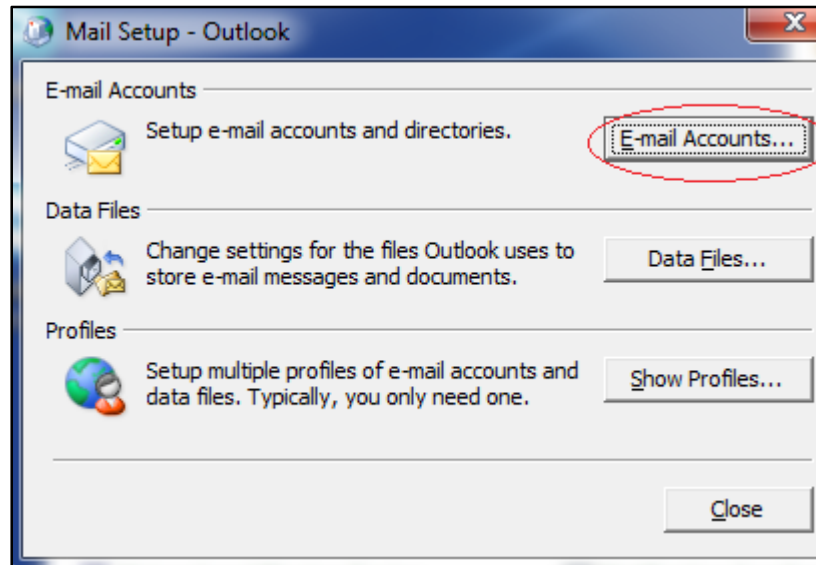 Mail Setup - Outlook
E-mail Accounts
Setup e-mail accounts and directories.
E-mail Accounts...
Data Files
Change settings for the files Outlook uses to
store e-mail messages and documents.
Data Files...
Profiles
Setup multiple profiles of e-mail accounts and
data files. Typically, you only need one.
Show Profiles...
Close